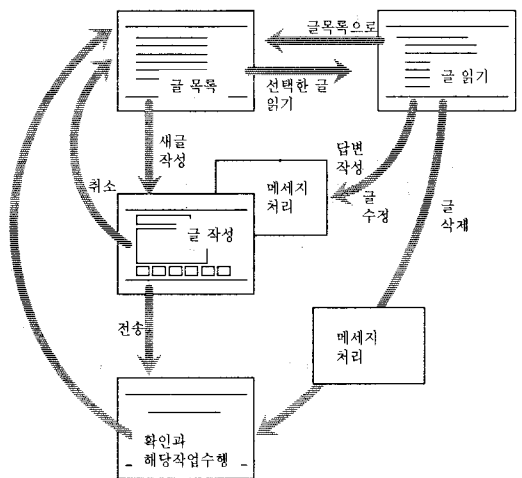 글목록으로
글 목록
선택한 글
읽기
글 읽기
새글
작성
답변
작성
취소
메세지
처리
글
수정
글
삭제
글 작성
전송
메세지
처리
확인과
해당작업수행